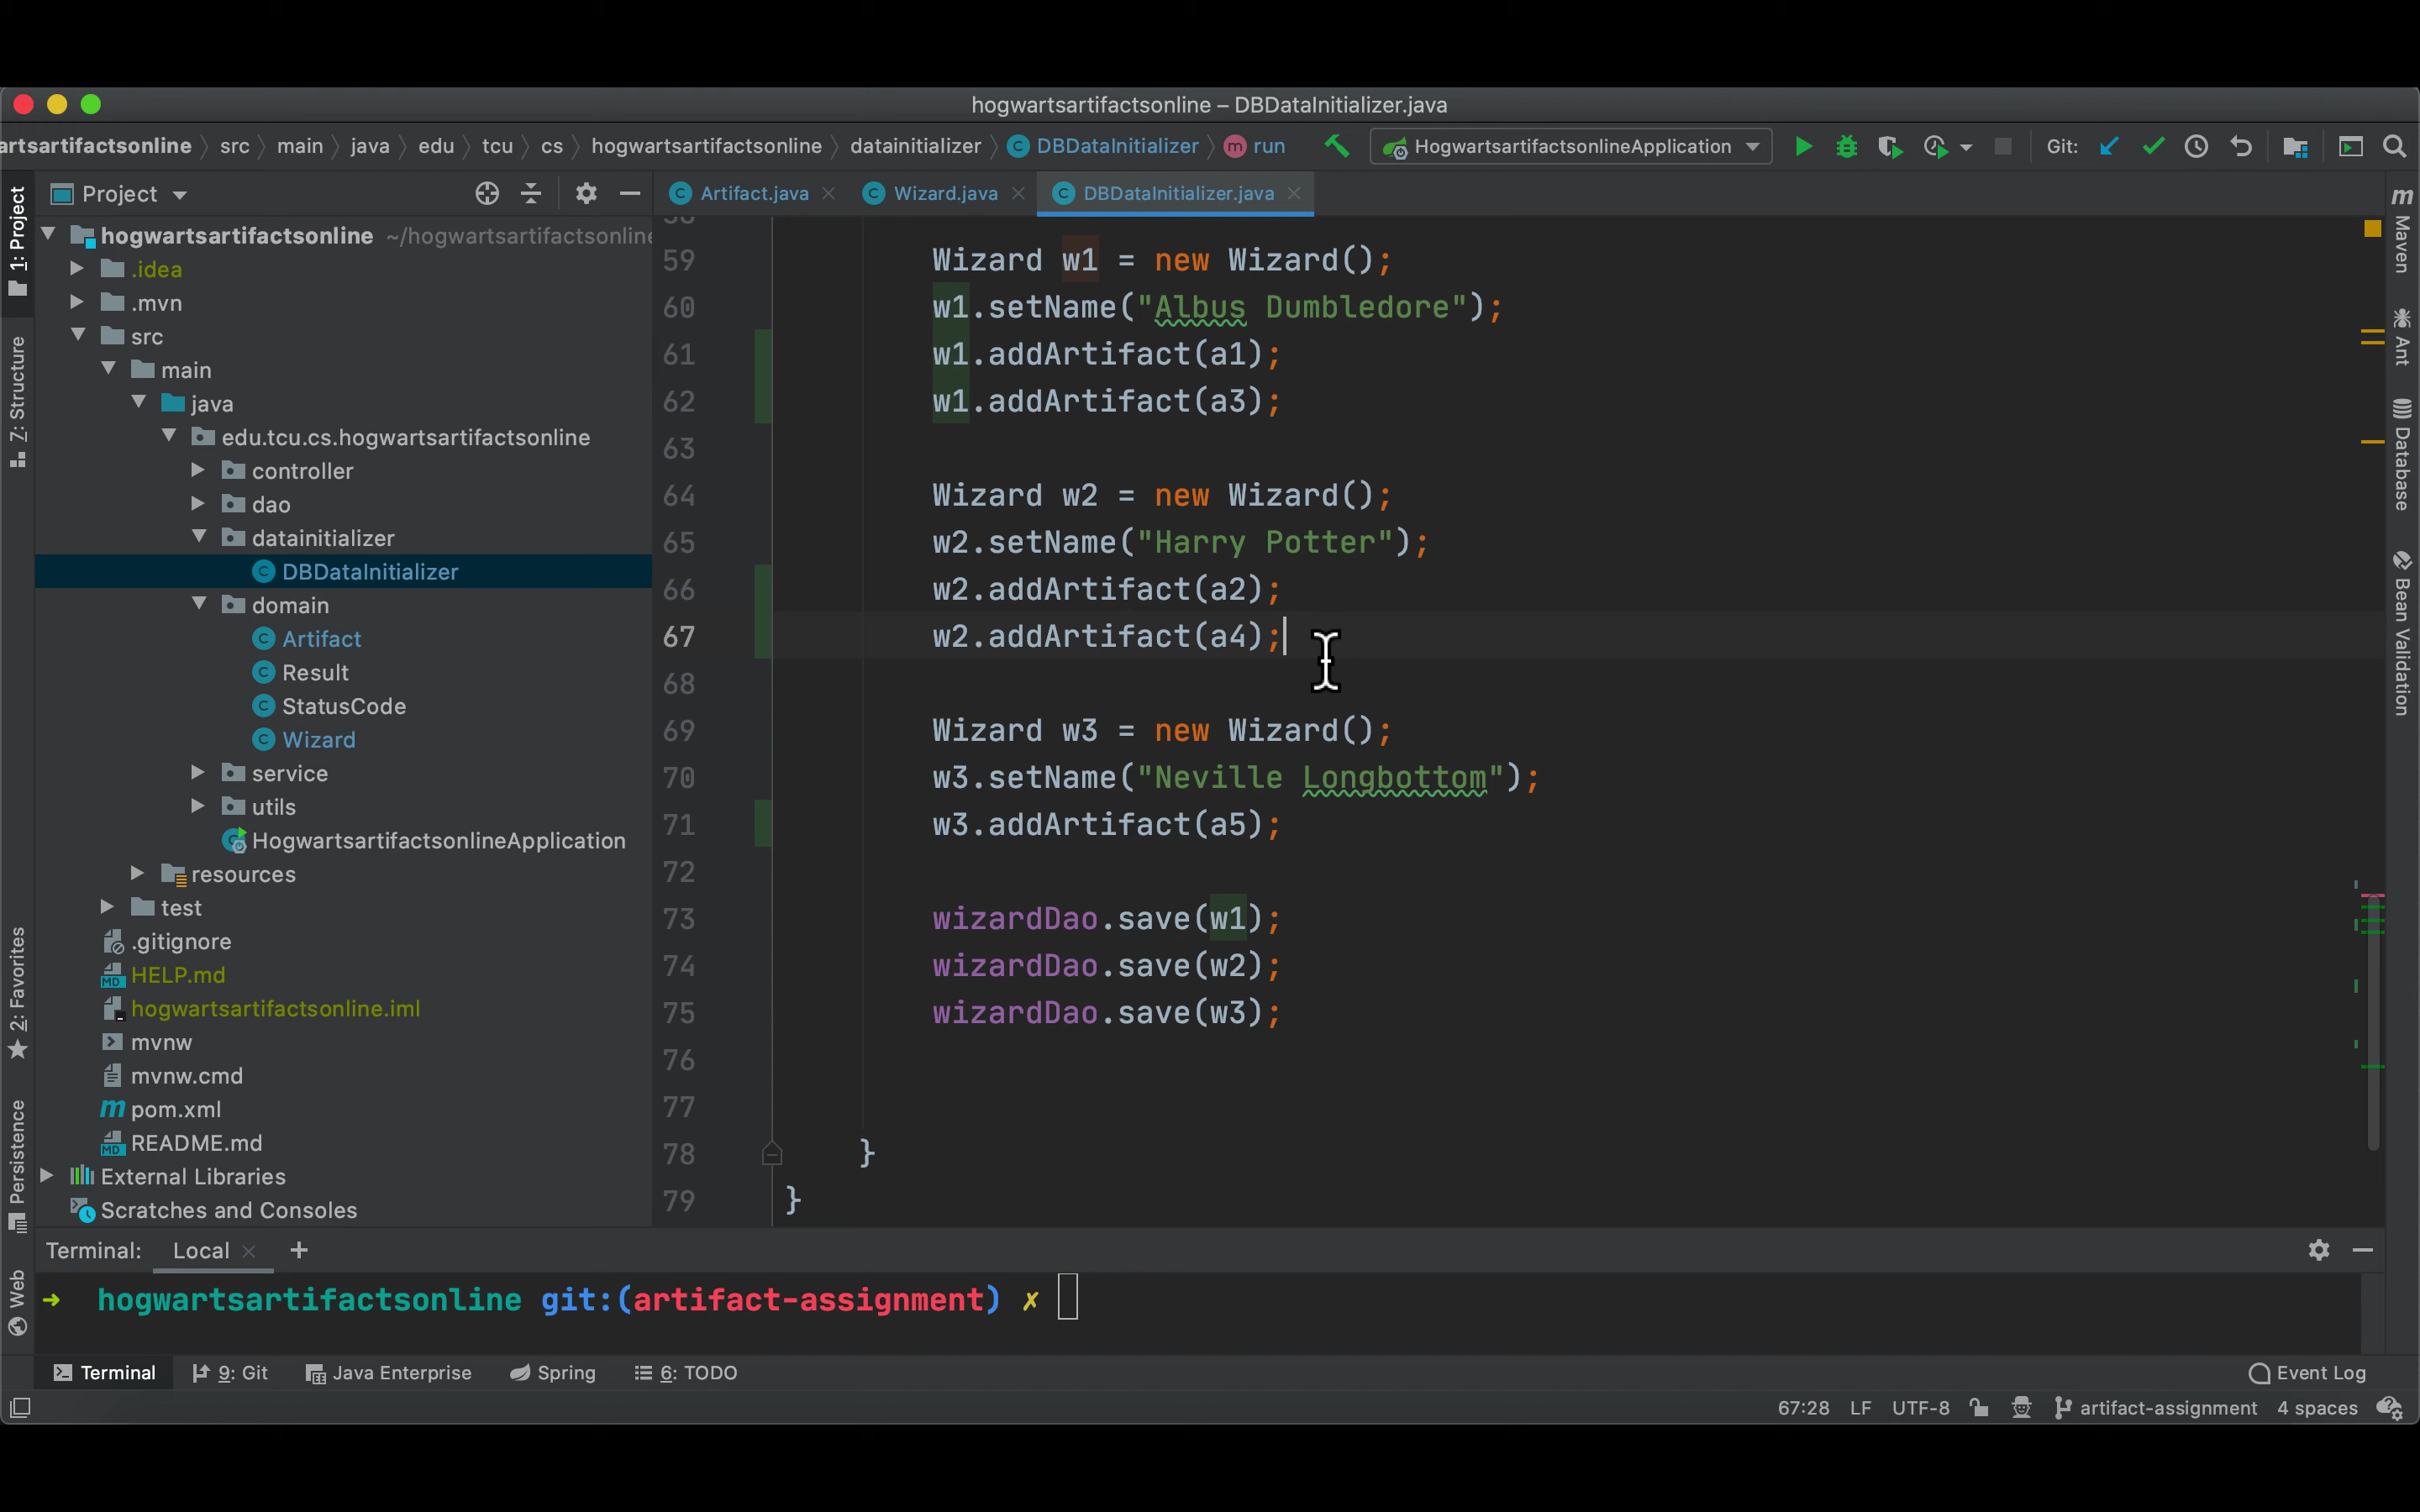 hogwartsartifactsonline – DBDataInitializer.java
artsartifactsonline src main java edu tcu cs hogwartsartifactsonline datainitializer DBDataInitializer run HogwartsartifactsonlineApplication Git:
1: Project
Z: Structure
2: Favorites
Persistence
Web
Project
hogwartsartifactsonline ~/hogwartsartifactsonline
.idea
.mvn
src
main
java
edu.tcu.cs.hogwartsartifactsonline
controller
dao
datainitializer
DBDataInitializer
domain
Artifact
Result
StatusCode
Wizard
service
utils
HogwartsartifactsonlineApplication
resources
test
.gitignore
HELP.md
hogwartsartifactsonline.iml
mvnw
mvnw.cmd
pom.xml
README.md
External Libraries
Scratches and Consoles
Artifact.java Wizard.java DBDataInitializer.java
59 Wizard w1 = new Wizard();
60 w1.setName("Albus Dumbledore");
61 w1.addArtifact(a1);
62 w1.addArtifact(a3);
63
64 Wizard w2 = new Wizard();
65 w2.setName("Harry Potter");
66 w2.addArtifact(a2);
67 w2.addArtifact(a4);
68
69 Wizard w3 = new Wizard();
70 w3.setName("Neville Longbottom");
71 w3.addArtifact(a5);
72
73 wizardDao.save(w1);
74 wizardDao.save(w2);
75 wizardDao.save(w3);
76
77
78 }
79 }
Maven
Ant
Database
Bean Validation
Terminal: Local +
➜ hogwartsartifactsonline git:(artifact-assignment) ✗
Terminal 9: Git Java Enterprise Spring 6: TODO Event Log
67:28 LF UTF-8 artifact-assignment 4 spaces